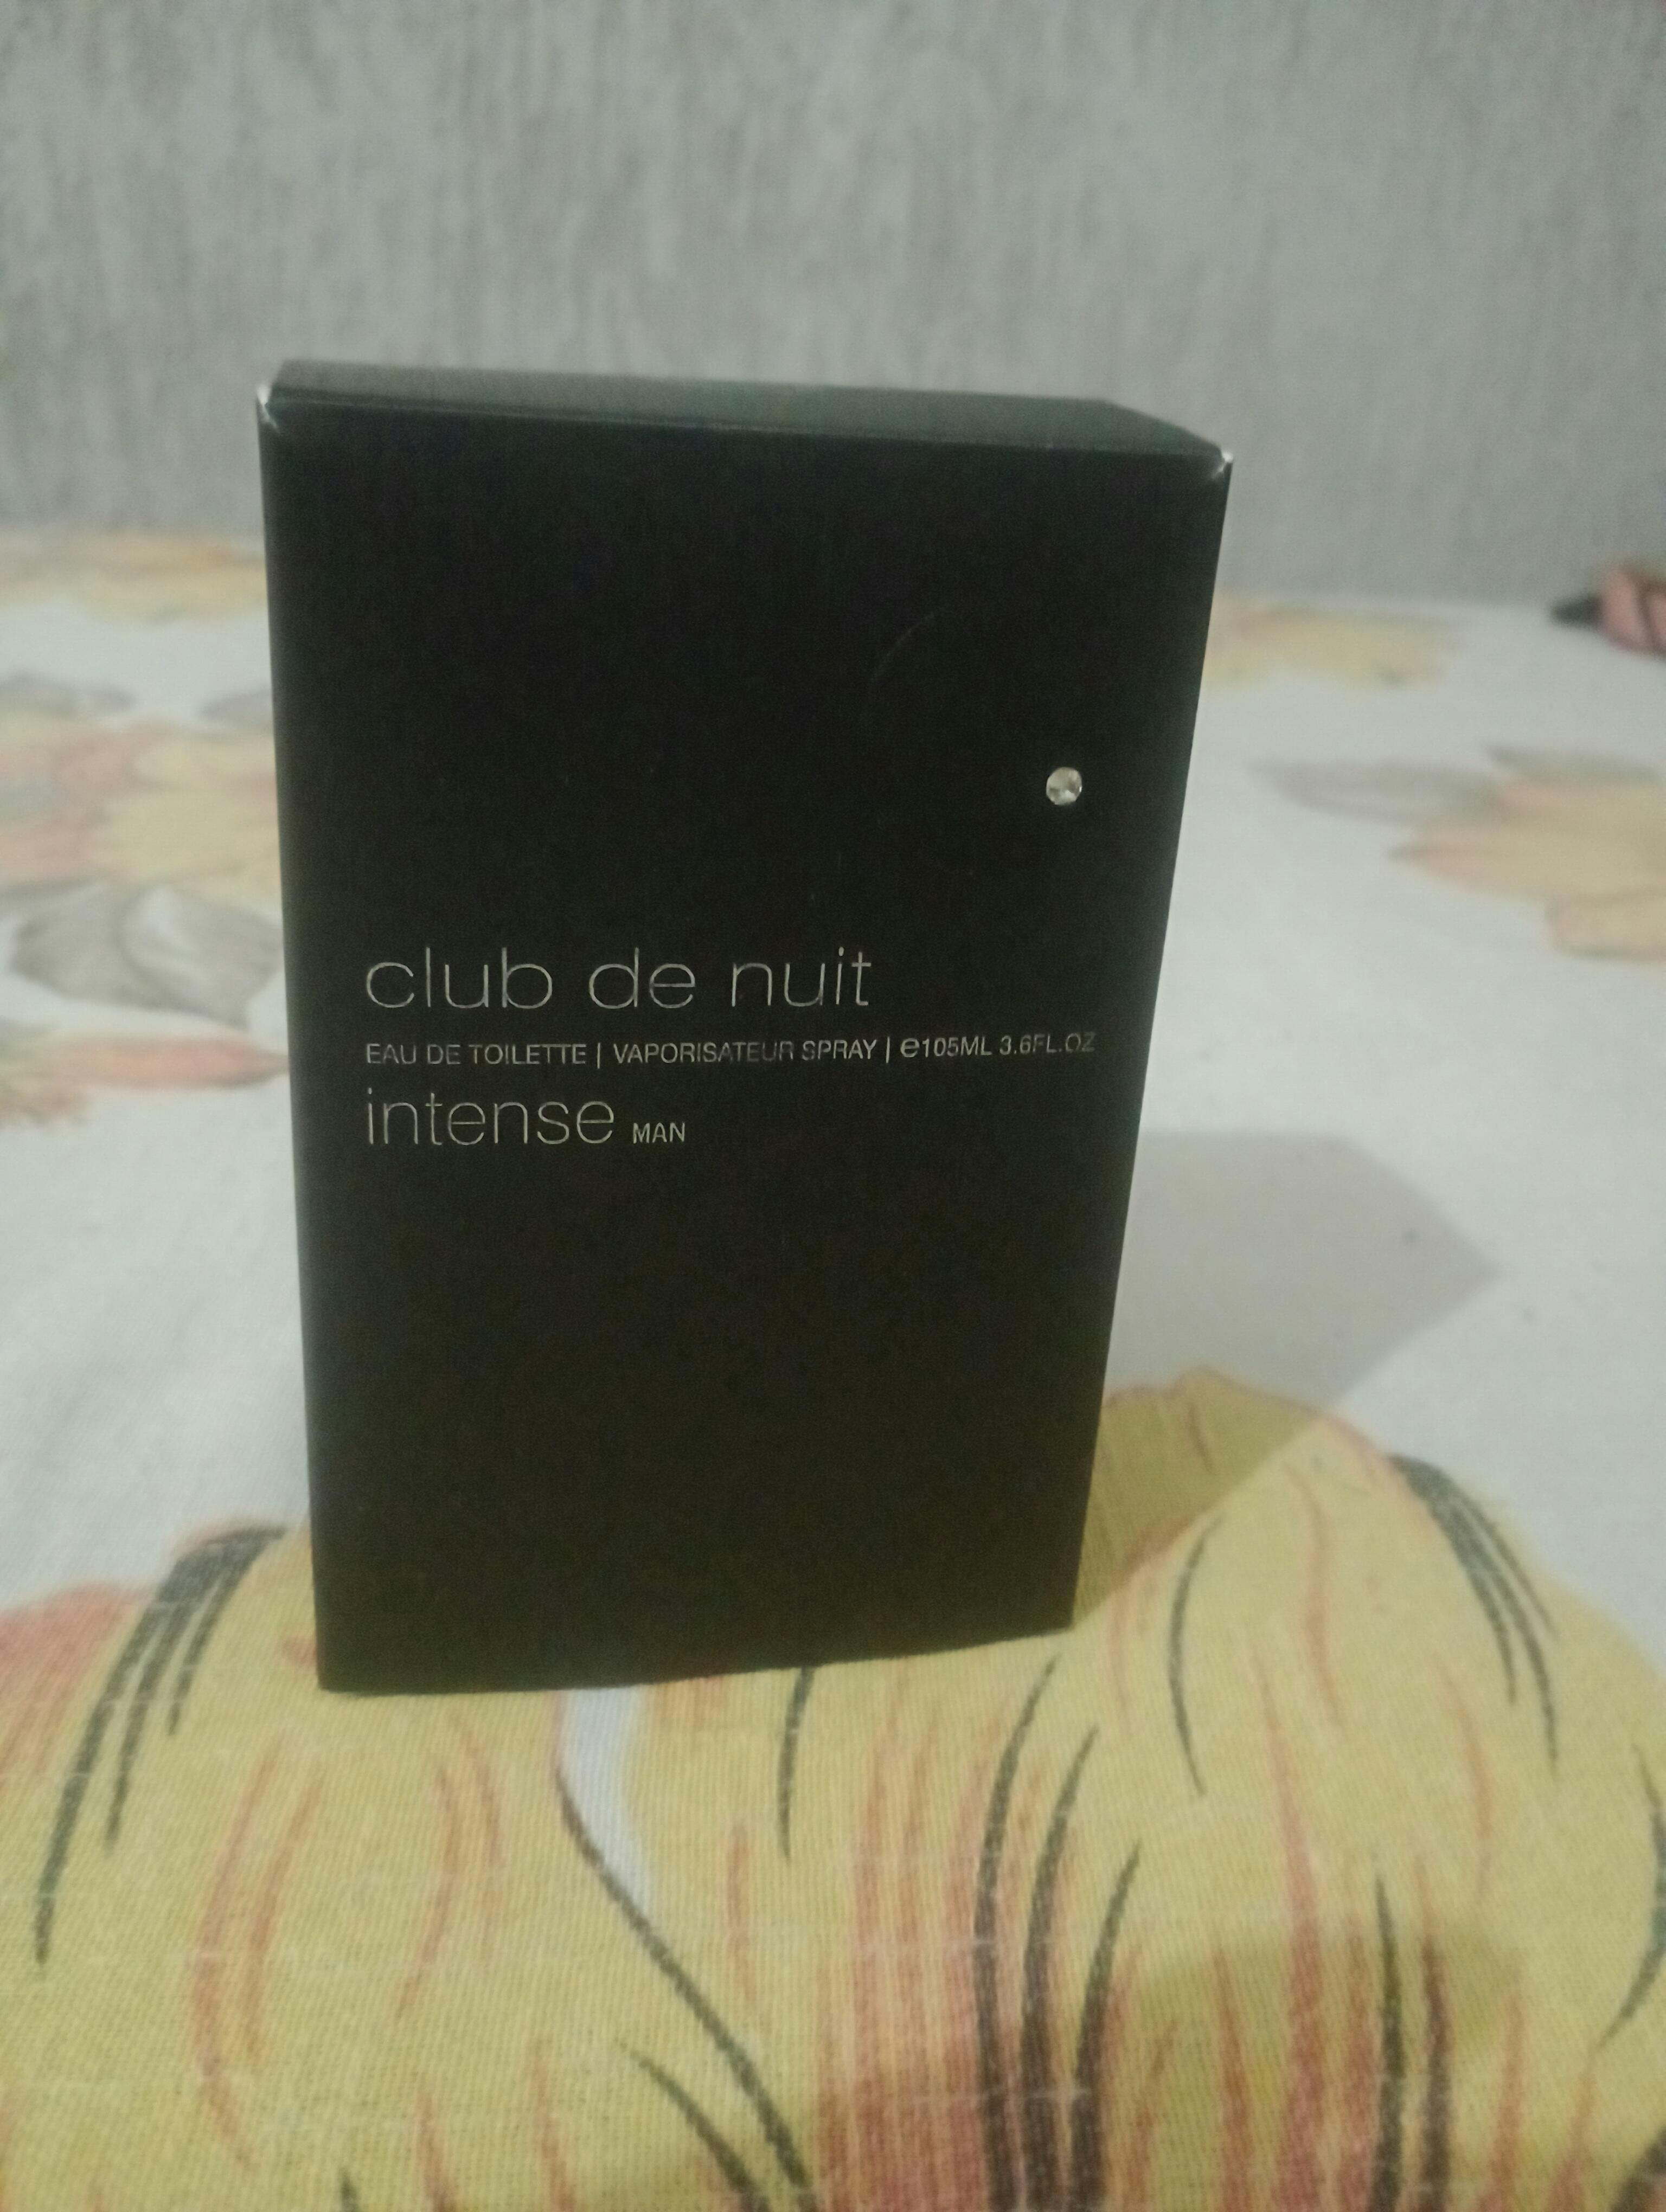 club de nuit
EAU DE TOILETTE | VAPORISATEUR SPRAY | e105ML 3.6FL.OZ
intense MAN